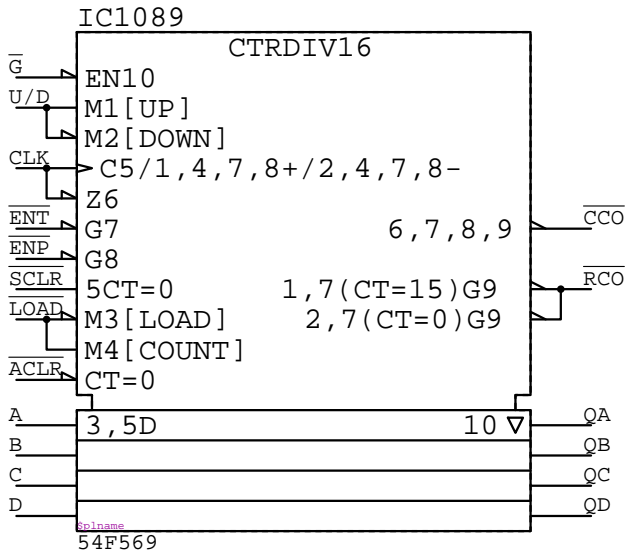 IC1089
CTRDIV16
G
EN10
U/D
M1[UP]
M2[DOWN]
CLK
C5/1,4,7,8+/2,4,7,8-
Z6
ENT
G7
6,7,8,9
CCO
ENP
G8
SCLR
5CT=0
1,7(CT=15)G9
RCO
LOAD
M3[LOAD]
2,7(CT=0)G9
M4[COUNT]
ACLR
CT=0
A
3,5D
10 ▽
QA
B
QB
C
QC
D
QD
Splname
54F569